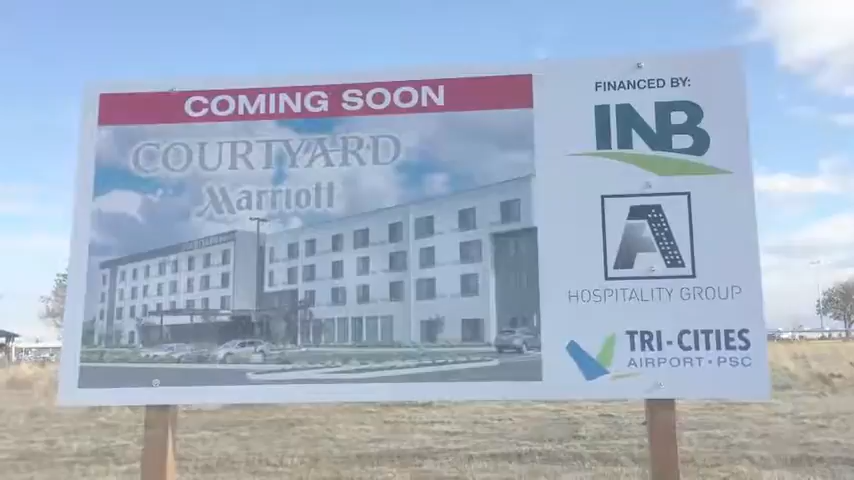 COMING SOON
COURTYARD
Marriott
FINANCED BY:
INB
A
HOSPITALITY GROUP
TRI-CITIES
AIRPORT • PSC